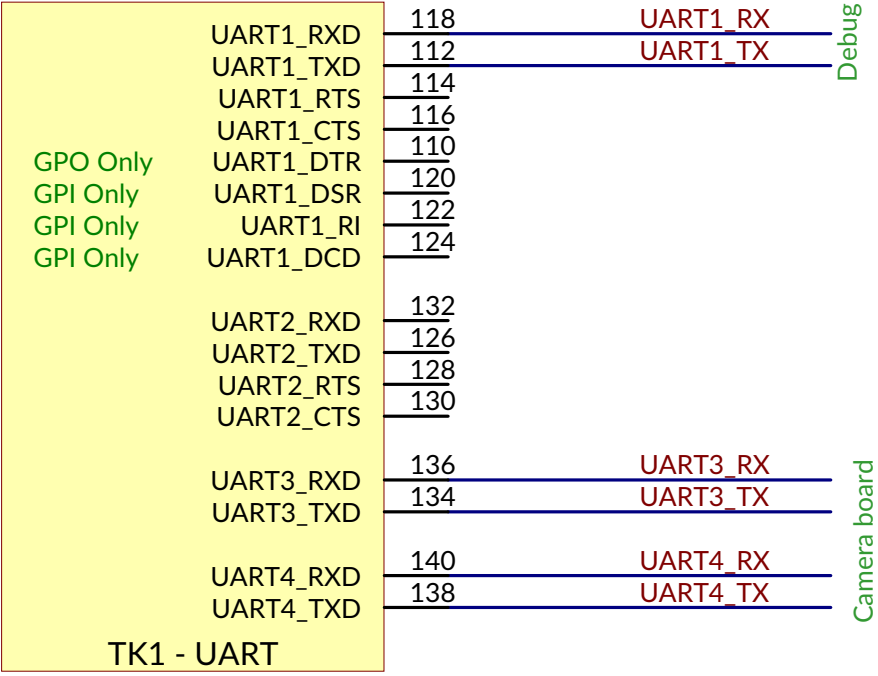 118 UART1_RX
UART1_RXD
112 UART1_TX
UART1_TXD
Debug
114
UART1_RTS
116
UART1_CTS
110
GPO Only UART1_DTR
120
GPI Only UART1_DSR
122
GPI Only UART1_RI
124
GPI Only UART1_DCD
132
UART2_RXD
126
UART2_TXD
128
UART2_RTS
130
UART2_CTS
136 UART3_RX
UART3_RXD
134 UART3_TX
UART3_TXD
Camera board
140 UART4_RX
UART4_RXD
138 UART4_TX
UART4_TXD
TK1 - UART